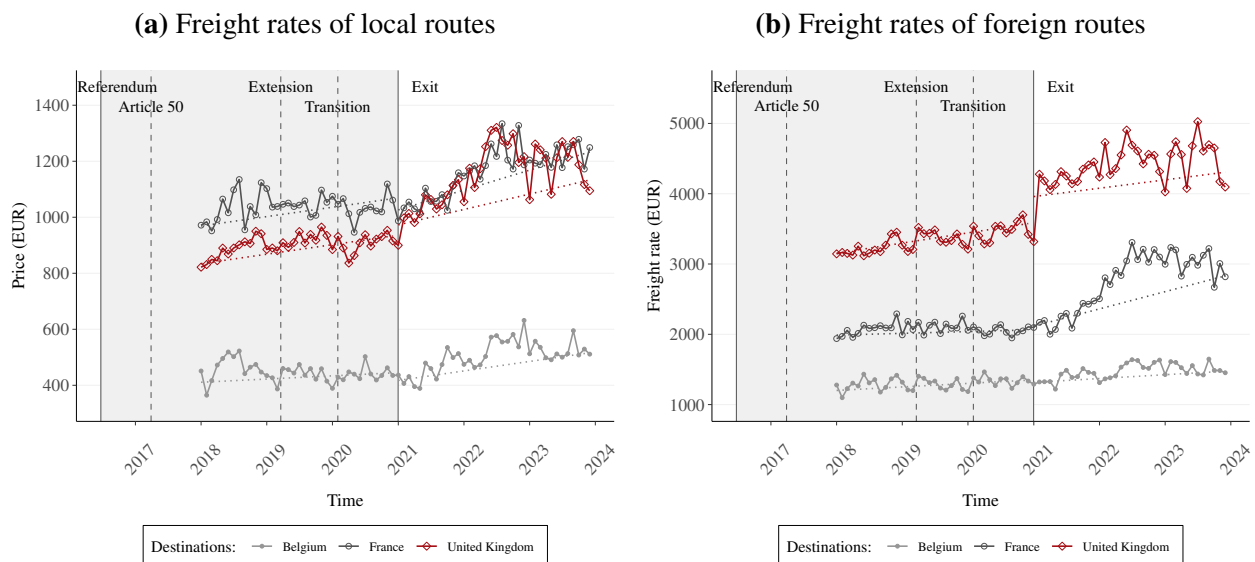 (a) Freight rates of local routes
Referendum
Extension
Exit
Article 50
Transition
1400
1200
1000
800
600
400
Price (EUR)
2017
2018
2019
2020
2021
2022
2023
2024
Time
Destinations: Belgium France United Kingdom
(b) Freight rates of foreign routes
Referendum
Extension
Exit
Article 50
Transition
5000
4000
3000
2000
1000
Freight rate (EUR)
2017
2018
2019
2020
2021
2022
2023
2024
Time
Destinations: Belgium France United Kingdom